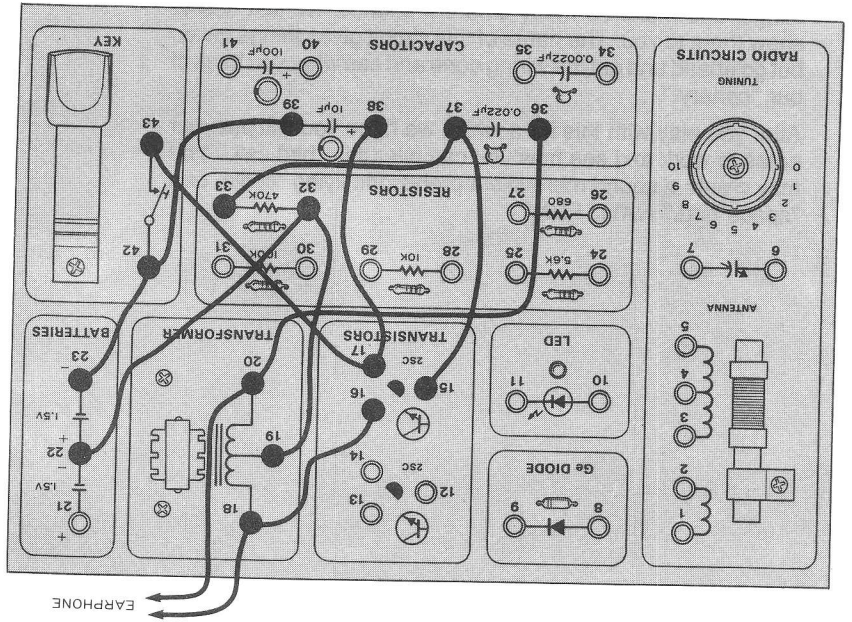 EARPHONE
1
2
3
4
5
ANTENNA
6 7
0 1 2 3 4 5 6 7 8 9 10
TUNING
RADIO CIRCUITS
8 9
Ge DIODE
10 11
LED
12 13
14
2SC
15 16
17
2SC
TRANSISTORS
18
19
20
TRANSFORMER
21
+
1.5V
−
22
+
1.5V
−
23
BATTERIES
24 5.6K 25
28 10K 29
30 100K 31
26 680 27
32 470K 33
RESISTORS
36 0.022µF 37
38 + 10µF 39
34 0.0022µF 35
40 + 100µF 41
CAPACITORS
42
43
KEY